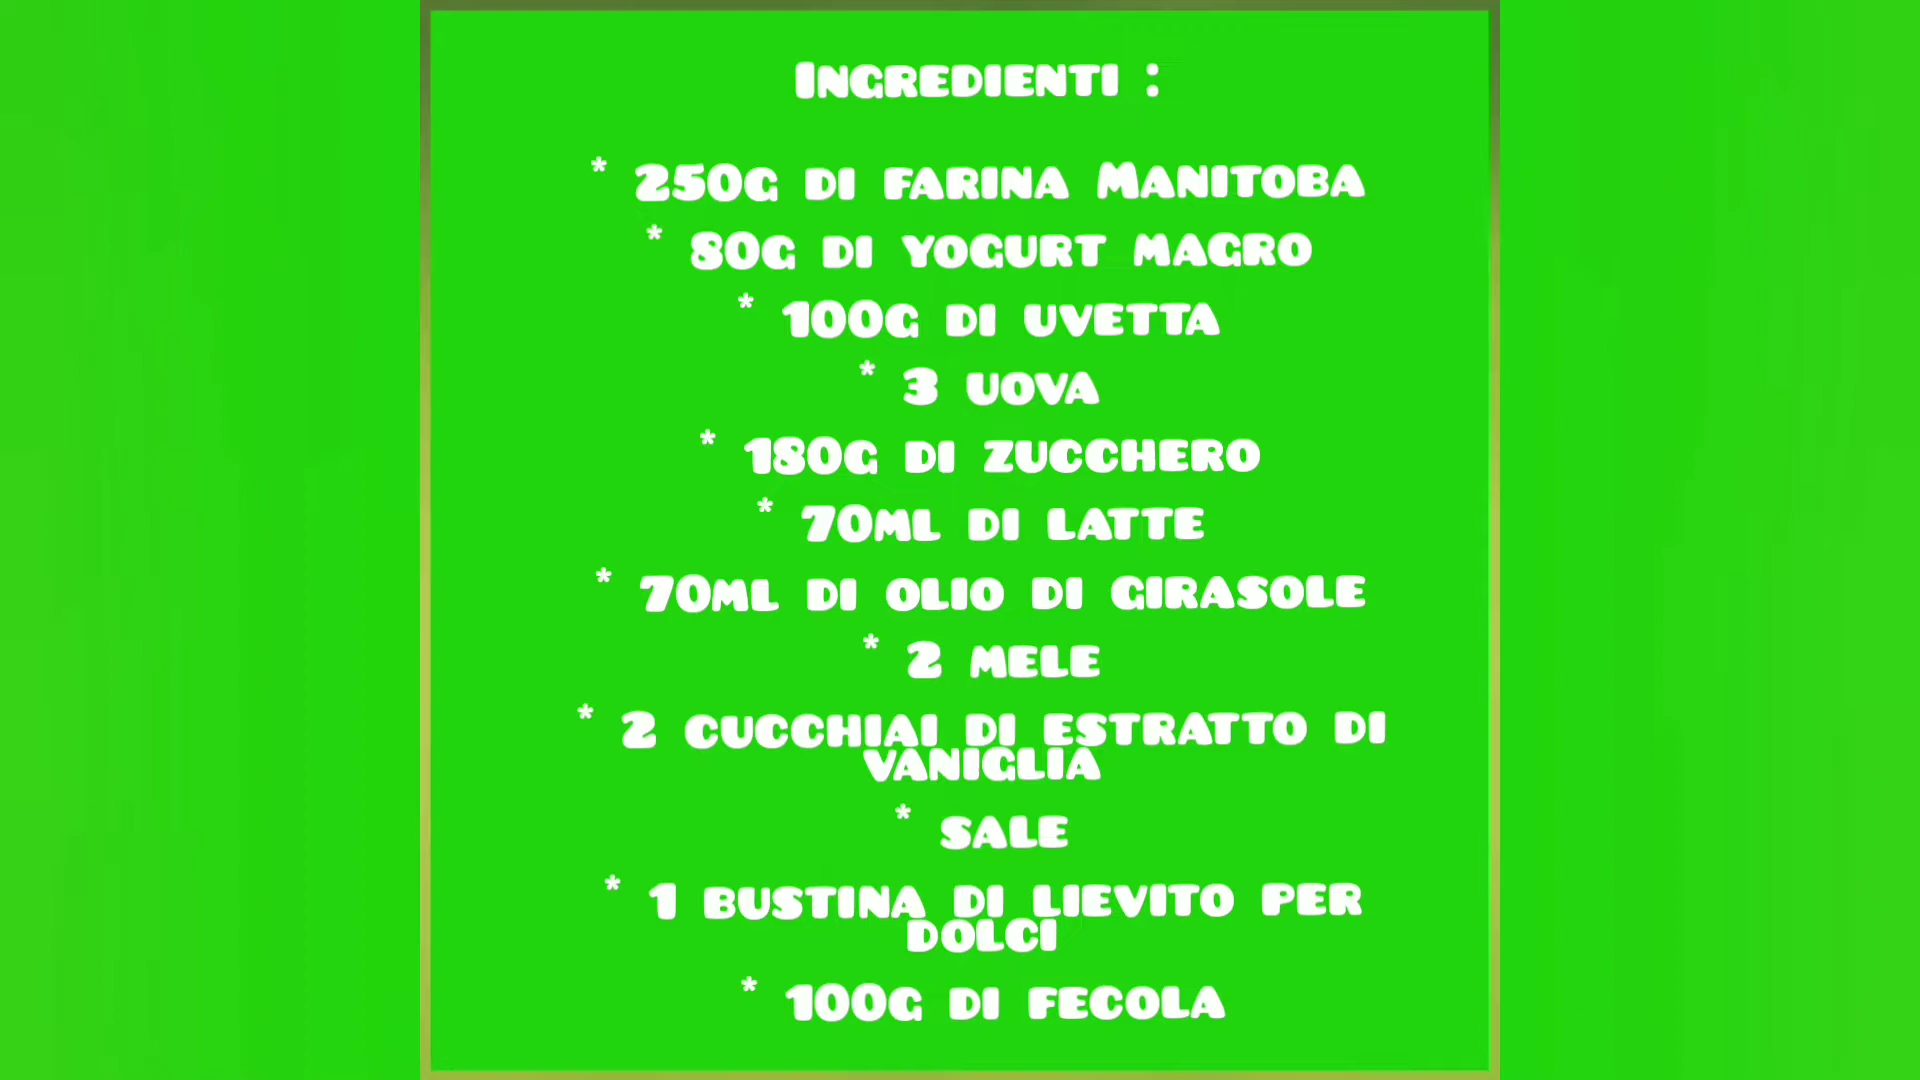 Ingredienti :
* 250g di farina Manitoba
* 80g di yogurt magro
* 100g di uvetta
* 3 uova
* 180g di zucchero
* 70ml di latte
* 70ml di olio di girasole
* 2 mele
* 2 cucchiai di estratto di
vaniglia
* sale
* 1 bustina di lievito per
dolci
* 100g di fecola